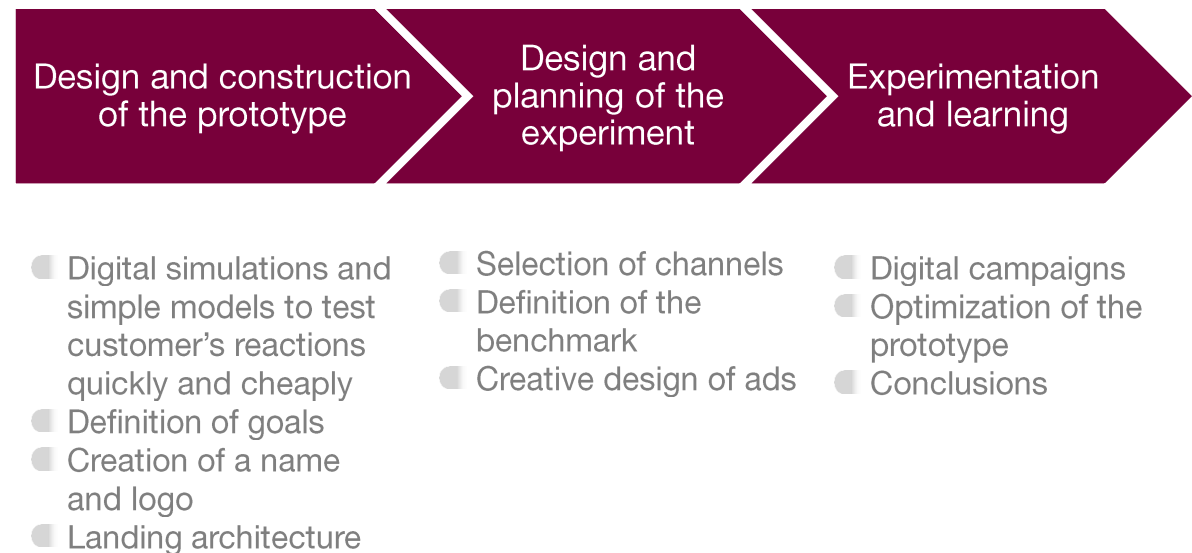 Design and construction
of the prototype
Design and
planning of the
experiment
Experimentation
and learning
Digital simulations and
simple models to test
customer’s reactions
quickly and cheaply
Definition of goals
Creation of a name
and logo
Landing architecture
Selection of channels
Definition of the
benchmark
Creative design of ads
Digital campaigns
Optimization of the
prototype
Conclusions